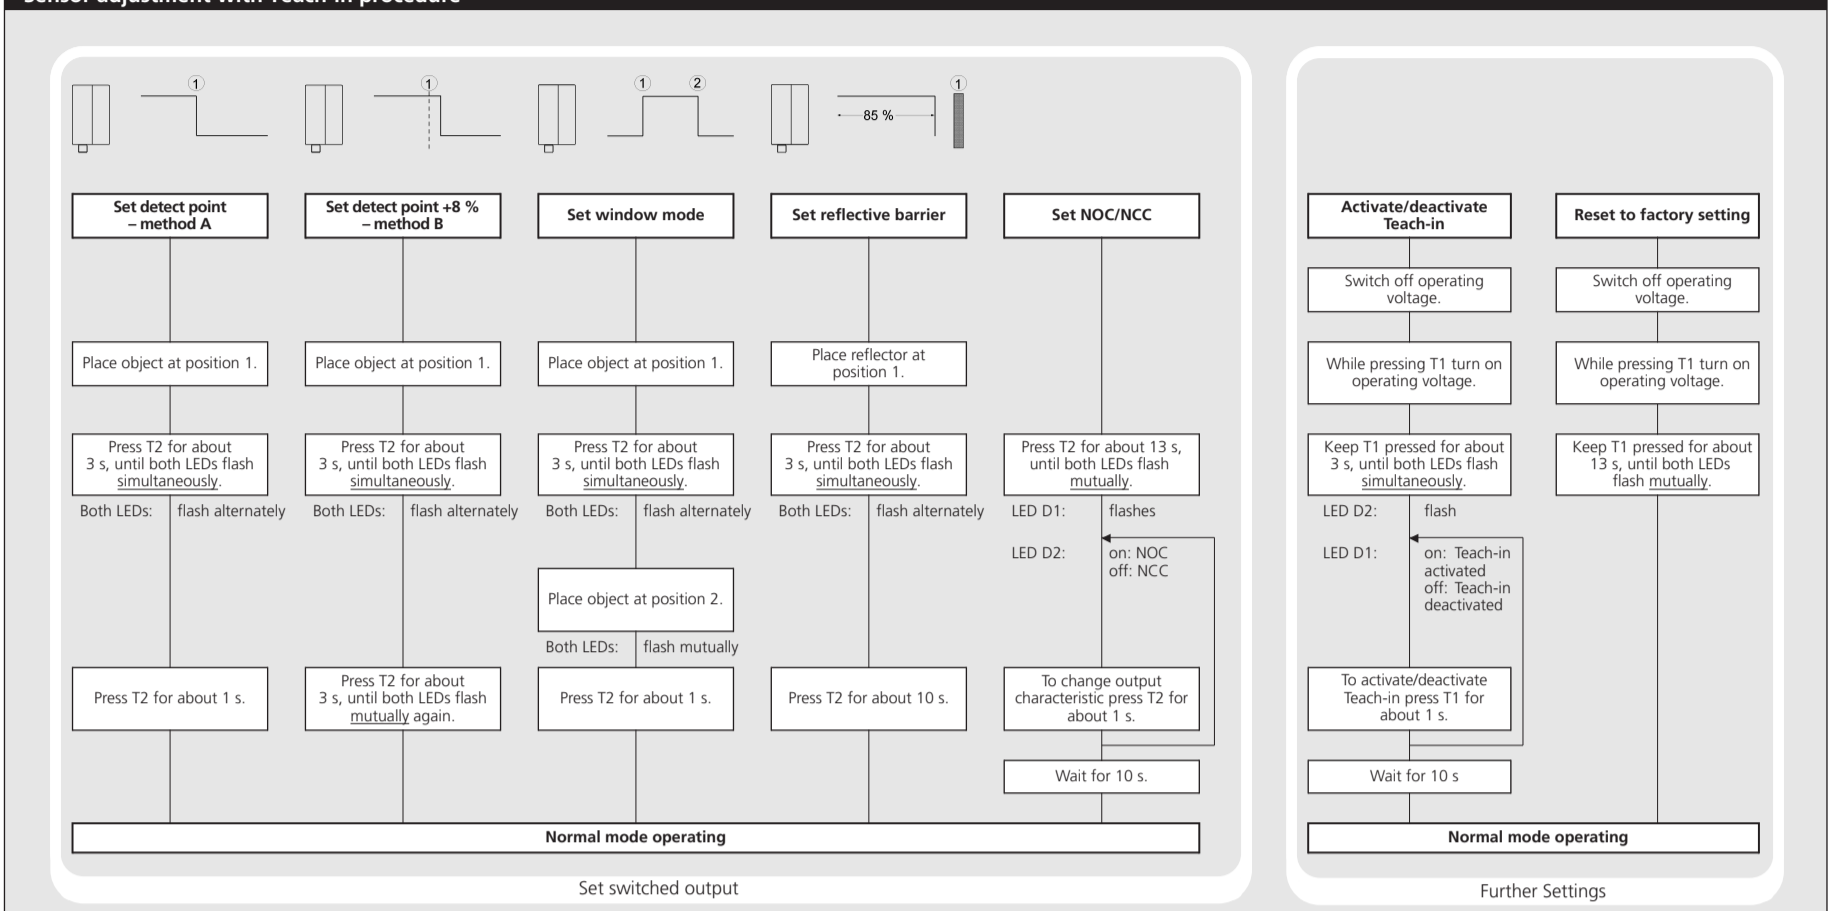 Sensor adjustment with Teach-in procedure
1
1
1
2
85 %
1
Set detect point
– method A
Set detect point +8 %
– method B
Set window mode
Set reflective barrier
Set NOC/NCC
Activate/deactivate
Teach-in
Reset to factory setting
Switch off operating
voltage.
Switch off operating
voltage.
Place object at position 1.
Place object at position 1.
Place object at position 1.
Place reflector at
position 1.
While pressing T1 turn on
operating voltage.
While pressing T1 turn on
operating voltage.
Press T2 for about
3 s, until both LEDs flash
simultaneously.
Press T2 for about
3 s, until both LEDs flash
simultaneously.
Press T2 for about
3 s, until both LEDs flash
simultaneously.
Press T2 for about
3 s, until both LEDs flash
simultaneously.
Press T2 for about 13 s,
until both LEDs flash
mutually.
Keep T1 pressed for about
3 s, until both LEDs flash
simultaneously.
Keep T1 pressed for about
13 s, until both LEDs
flash mutually.
Both LEDs: flash alternately
Both LEDs: flash alternately
Both LEDs: flash alternately
Both LEDs: flash alternately
LED D1: flashes
LED D2: on: NOC
off: NCC
LED D2: flash
LED D1: on: Teach-in
activated
off: Teach-in
deactivated
Place object at position 2.
Both LEDs: flash mutually
Press T2 for about 1 s.
Press T2 for about
3 s, until both LEDs flash
mutually again.
Press T2 for about 1 s.
Press T2 for about 10 s.
To change output
characteristic press T2 for
about 1 s.
To activate/deactivate
Teach-in press T1 for
about 1 s.
Wait for 10 s.
Wait for 10 s
Normal mode operating
Normal mode operating
Set switched output
Further Settings